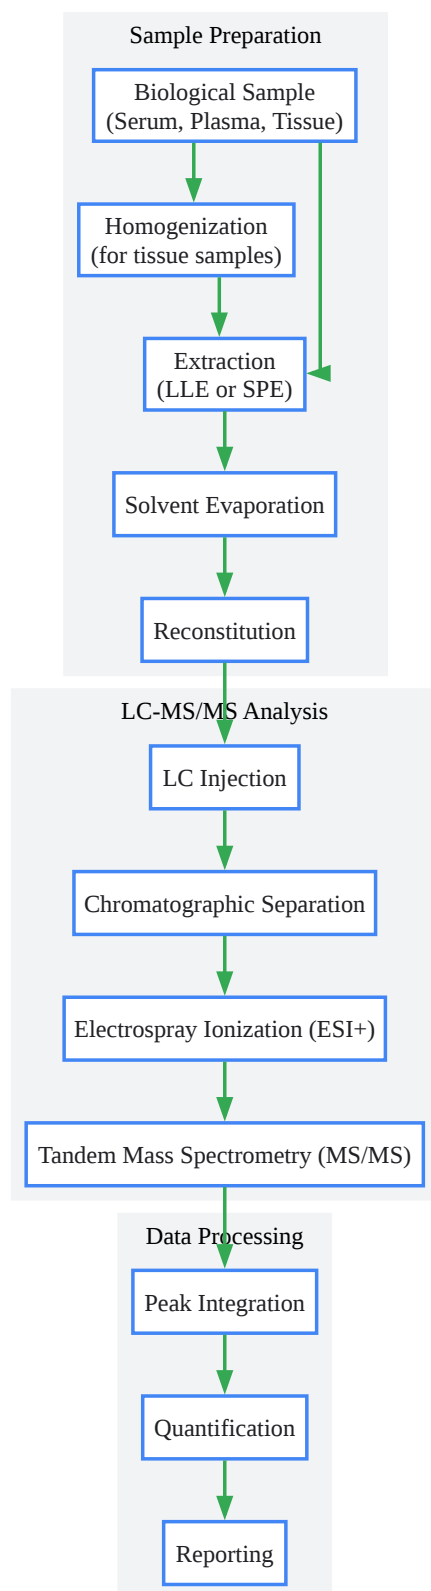 Sample Preparation
Biological Sample
(Serum, Plasma, Tissue)
Homogenization
(for tissue samples)
Extraction
(LLE or SPE)
Solvent Evaporation
Reconstitution
LC-MS/MS Analysis
LC Injection
Chromatographic Separation
Electrospray Ionization (ESI+)
Tandem Mass Spectrometry (MS/MS)
Data Processing
Peak Integration
Quantification
Reporting